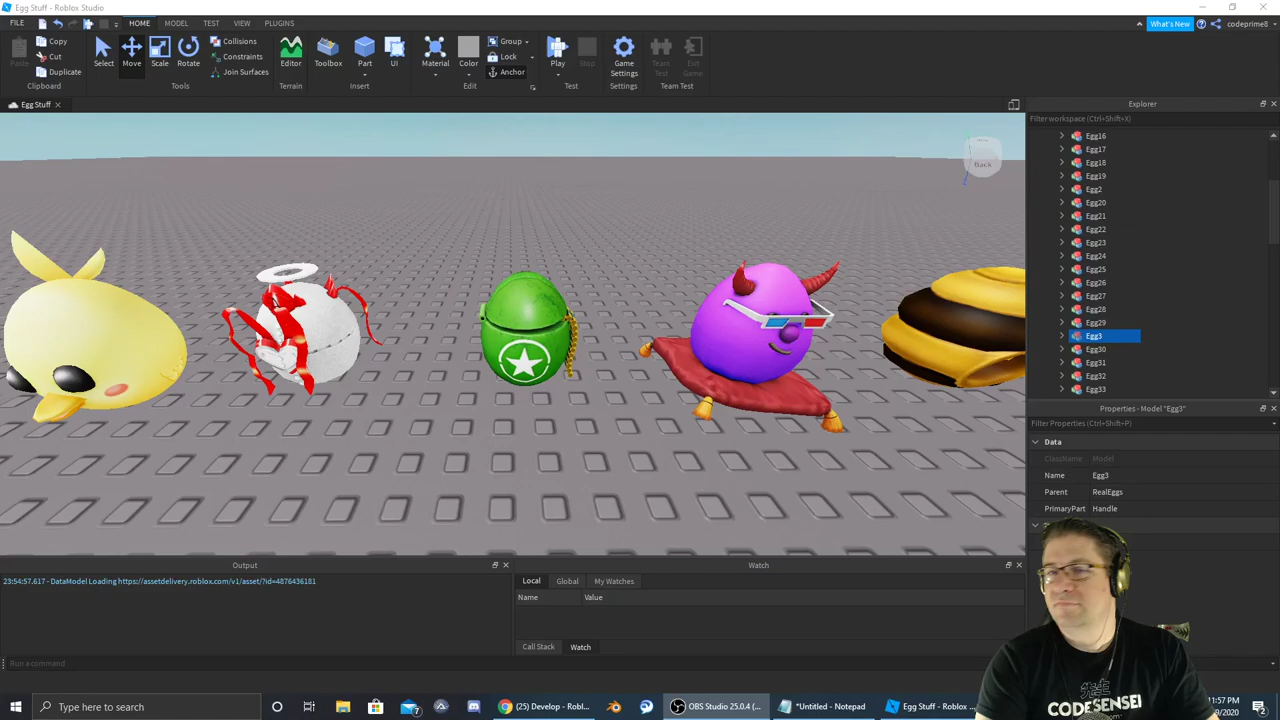 Egg Stuff - Roblox Studio
FILE HOME MODEL TEST VIEW PLUGINS What's New codeprime8
Paste Copy Cut Duplicate Clipboard
Select Move Scale Rotate Collisions Constraints Join Surfaces Tools
Editor Terrain
Toolbox Part UI Insert
Material Color Group Lock Anchor Edit
Play Stop Test
Game Settings Settings
Team Test Exit Game Team Test
Egg Stuff
Back
Explorer
Filter workspace (Ctrl+Shift+X)
Egg16
Egg17
Egg18
Egg19
Egg2
Egg20
Egg21
Egg22
Egg23
Egg24
Egg25
Egg26
Egg27
Egg28
Egg29
Egg3
Egg30
Egg31
Egg32
Egg33
Properties - Model "Egg3"
Filter Properties (Ctrl+Shift+P)
Data
ClassName Model
Name Egg3
Parent RealEggs
PrimaryPart Handle
Output
23:54:57.617 - DataModel Loading https://assetdelivery.roblox.com/v1/asset/?id=4876436181
Watch
Local Global My Watches
Name Value
Call Stack Watch
Run a command
先生
CODESENSEI
Type here to search
(25) Develop - Robl...
OBS Studio 25.0.4 (...
*Untitled - Notepad
Egg Stuff - Roblox ...
11:57 PM
/2020
2